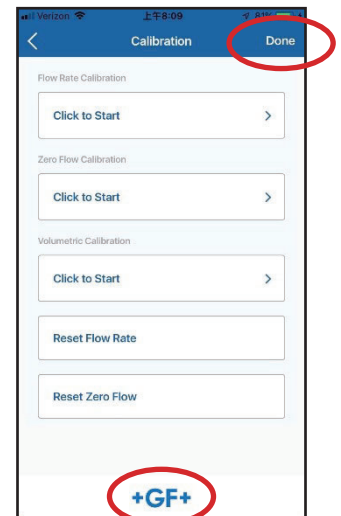 Verizon 上午8:09 81%
Calibration Done
Flow Rate Calibration
Click to Start
Zero Flow Calibration
Click to Start
Volumetric Calibration
Click to Start
Reset Flow Rate
Reset Zero Flow
+GF+